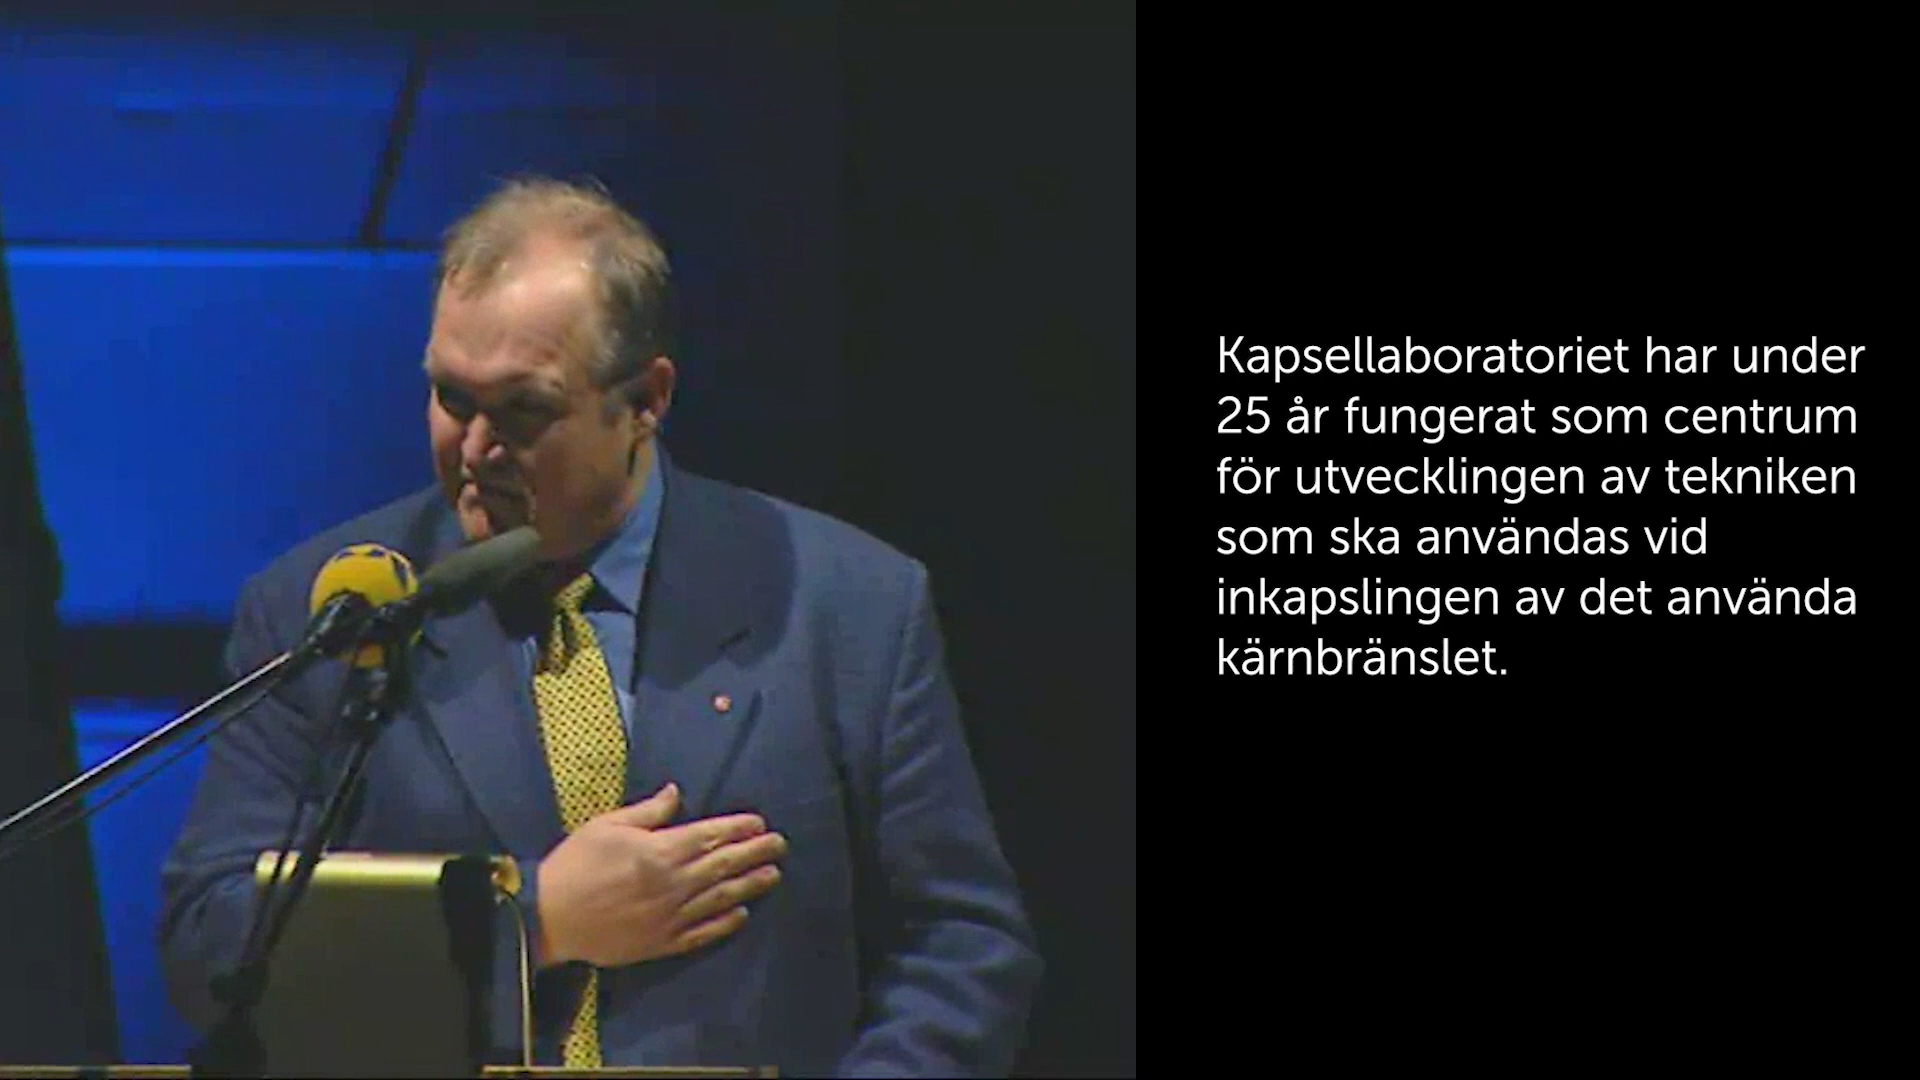 Kapsellaboratoriet har under
25 år fungerat som centrum
för utvecklingen av tekniken
som ska användas vid
inkapslingen av det använda
kärnbränslet.